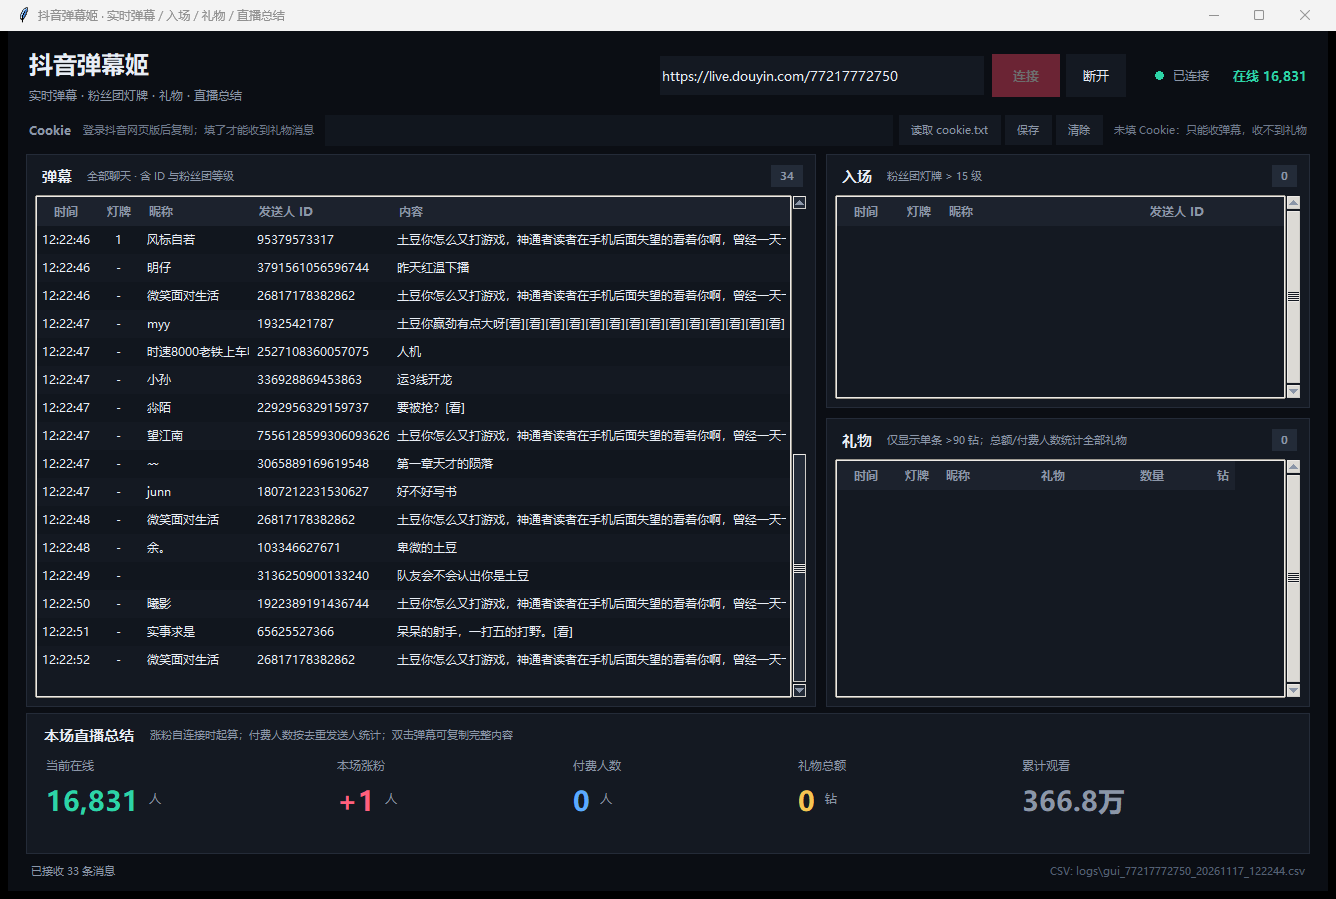 抖音弹幕姬 · 实时弹幕 / 入场 / 礼物 / 直播总结
抖音弹幕姬
实时弹幕 · 粉丝团灯牌 · 礼物 · 直播总结
https://live.douyin.com/77217772750
连接
断开
已连接
在线 16,831
Cookie 登录抖音网页版后复制；填了才能收到礼物消息
读取 cookie.txt
保存
清除
未填 Cookie：只能收弹幕，收不到礼物
弹幕 全部聊天 · 含 ID 与粉丝团等级 34
时间 灯牌 昵称 发送人 ID 内容
12:22:46 1 风标自若 95379573317 土豆你怎么又打游戏，神通者读者在手机后面失望的看着你啊，曾经一天一
12:22:46 - 明仔 3791561056596744 昨天红温下播
12:22:46 - 微笑面对生活 26817178382862 土豆你怎么又打游戏，神通者读者在手机后面失望的看着你啊，曾经一天一
12:22:47 - myy 19325421787 土豆你赢劲有点大呀[看][看][看][看][看][看][看][看][看][看][看][看][看][看]
12:22:47 - 时速8000老铁上车 2527108360057075 人机
12:22:47 - 小孙 336928869453863 运3线开龙
12:22:47 - 尛陌 2292956329159737 要被抢？[看]
12:22:47 - 望江南 7556128599306093626 土豆你怎么又打游戏，神通者读者在手机后面失望的看着你啊，曾经一天一
12:22:47 - ~~ 3065889169619548 第一章天才的陨落
12:22:47 - junn 1807212231530627 好不好写书
12:22:48 - 微笑面对生活 26817178382862 土豆你怎么又打游戏，神通者读者在手机后面失望的看着你啊，曾经一天一
12:22:48 - 余。 103346627671 卑微的土豆
12:22:49 - 3136250900133240 队友会不会认出你是土豆
12:22:50 - 曦影 1922389191436744 土豆你怎么又打游戏，神通者读者在手机后面失望的看着你啊，曾经一天一
12:22:51 - 实事求是 65625527366 呆呆的射手，一打五的打野。[看]
12:22:52 - 微笑面对生活 26817178382862 土豆你怎么又打游戏，神通者读者在手机后面失望的看着你啊，曾经一天一
入场 粉丝团灯牌 > 15 级 0
时间 灯牌 昵称 发送人 ID
礼物 仅显示单条 >90 钻；总额/付费人数统计全部礼物 0
时间 灯牌 昵称 礼物 数量 钻
本场直播总结 涨粉自连接时起算；付费人数按去重发送人统计；双击弹幕可复制完整内容
当前在线 本场涨粉 付费人数 礼物总额 累计观看
16,831 人 +1 人 0 人 0 钻 366.8万
已接收 33 条消息
CSV: logs\gui_77217772750_20261117_122244.csv